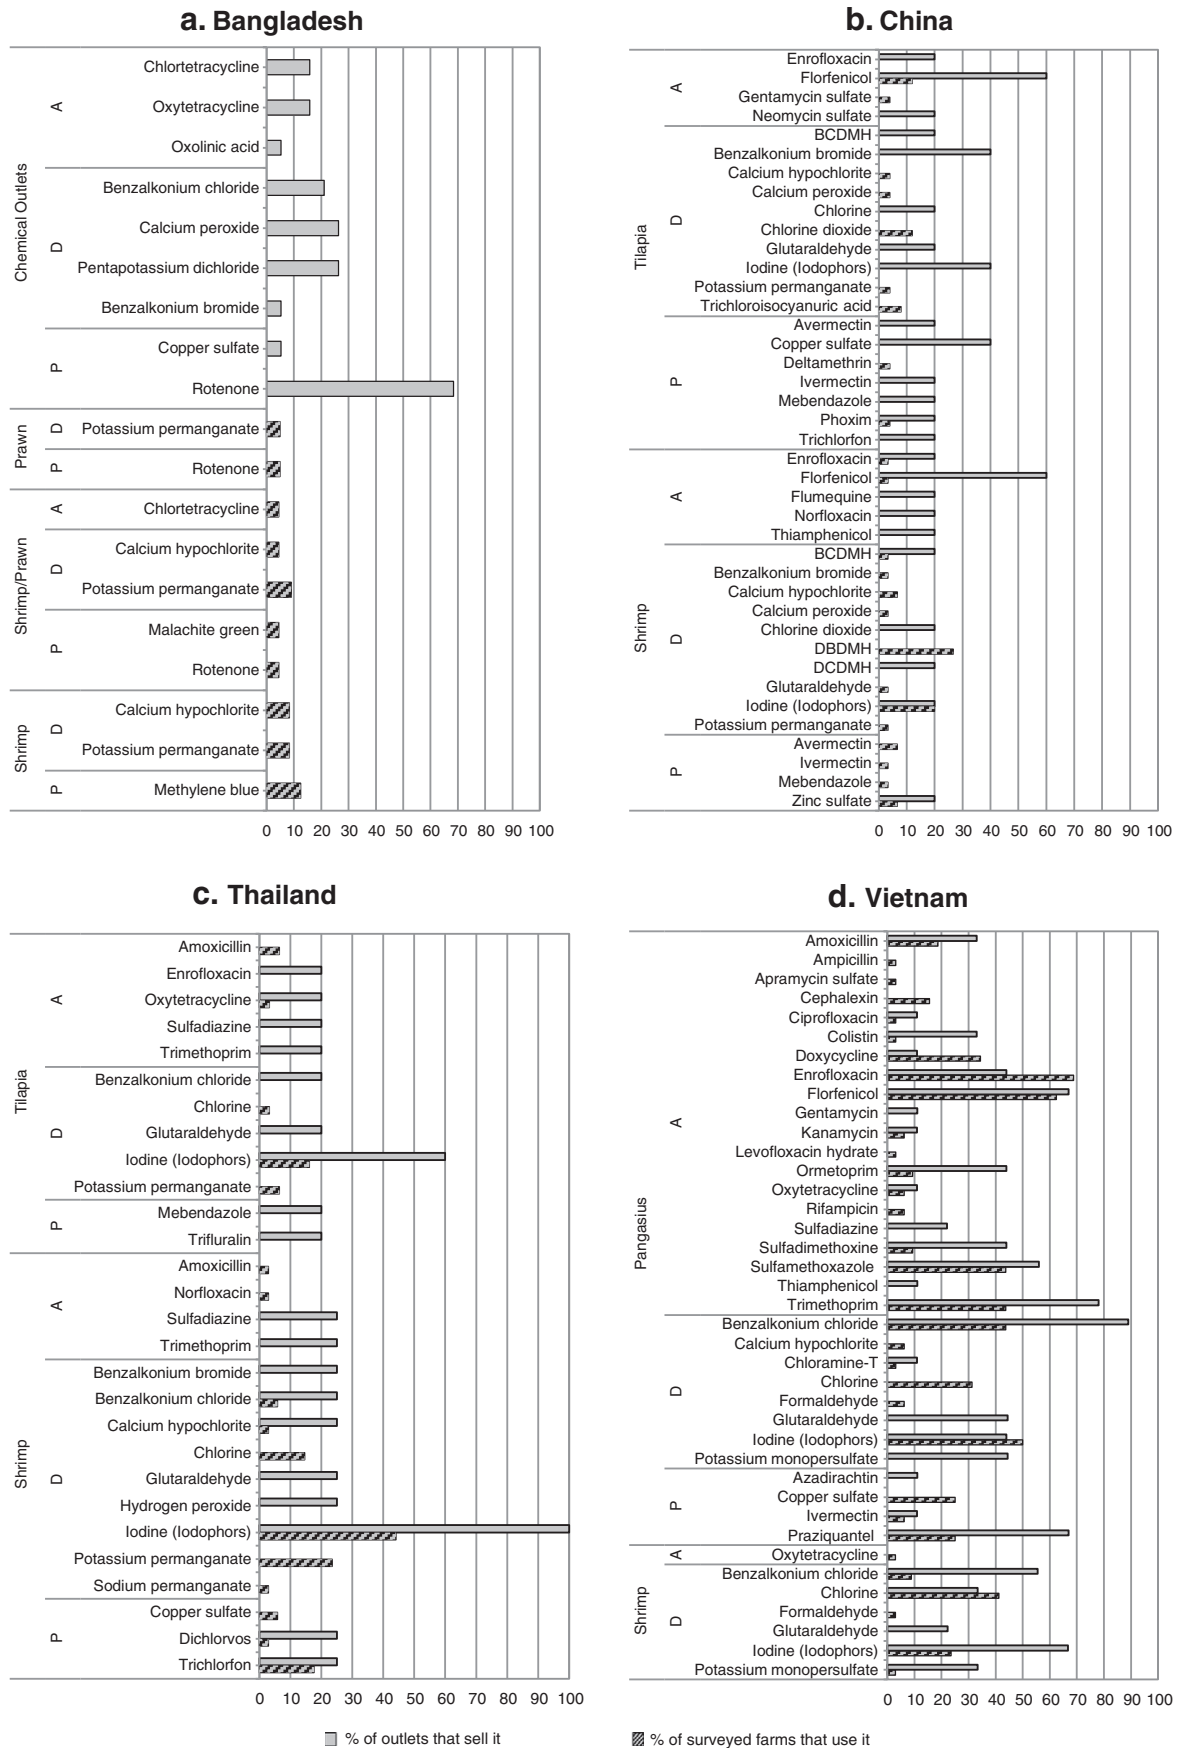 a. Bangladesh
Chemical Outlets
A
Chlortetracycline
Oxytetracycline
Oxolinic acid
D
Benzalkonium chloride
Calcium peroxide
Pentapotassium dichloride
Benzalkonium bromide
P
Copper sulfate
Rotenone
Prawn
D
Potassium permanganate
P
Rotenone
Shrimp/Prawn
A
Chlortetracycline
D
Calcium hypochlorite
Potassium permanganate
P
Malachite green
Rotenone
Shrimp
D
Calcium hypochlorite
Potassium permanganate
P
Methylene blue
0 10 20 30 40 50 60 70 80 90 100
b. China
Tilapia
A
Enrofloxacin
Florfenicol
Gentamycin sulfate
Neomycin sulfate
D
BCDMH
Benzalkonium bromide
Calcium hypochlorite
Calcium peroxide
Chlorine
Chlorine dioxide
Glutaraldehyde
Iodine (Iodophors)
Potassium permanganate
Trichloroisocyanuric acid
P
Avermectin
Copper sulfate
Deltamethrin
Ivermectin
Mebendazole
Phoxim
Trichlorfon
Shrimp
A
Enrofloxacin
Florfenicol
Flumequine
Norfloxacin
Thiamphenicol
D
BCDMH
Benzalkonium bromide
Calcium hypochlorite
Calcium peroxide
Chlorine dioxide
DBDMH
DCDMH
Glutaraldehyde
Iodine (Iodophors)
Potassium permanganate
P
Avermectin
Ivermectin
Mebendazole
Zinc sulfate
0 10 20 30 40 50 60 70 80 90 100
c. Thailand
Tilapia
A
Amoxicillin
Enrofloxacin
Oxytetracycline
Sulfadiazine
Trimethoprim
D
Benzalkonium chloride
Chlorine
Glutaraldehyde
Iodine (Iodophors)
Potassium permanganate
P
Mebendazole
Trifluralin
Shrimp
A
Amoxicillin
Norfloxacin
Sulfadiazine
Trimethoprim
D
Benzalkonium bromide
Benzalkonium chloride
Calcium hypochlorite
Chlorine
Glutaraldehyde
Hydrogen peroxide
Iodine (Iodophors)
Potassium permanganate
Sodium permanganate
P
Copper sulfate
Dichlorvos
Trichlorfon
0 10 20 30 40 50 60 70 80 90 100
d. Vietnam
Pangasius
A
Amoxicillin
Ampicillin
Apramycin sulfate
Cephalexin
Ciprofloxacin
Colistin
Doxycycline
Enrofloxacin
Florfenicol
Gentamycin
Kanamycin
Levofloxacin hydrate
Ormetoprim
Oxytetracycline
Rifampicin
Sulfadiazine
Sulfadimethoxine
Sulfamethoxazole
Thiamphenicol
Trimethoprim
D
Benzalkonium chloride
Calcium hypochlorite
Chloramine-T
Chlorine
Formaldehyde
Glutaraldehyde
Iodine (Iodophors)
Potassium monopersulfate
P
Azadirachtin
Copper sulfate
Ivermectin
Praziquantel
Shrimp
A
Oxytetracycline
D
Benzalkonium chloride
Chlorine
Formaldehyde
Glutaraldehyde
Iodine (Iodophors)
Potassium monopersulfate
0 10 20 30 40 50 60 70 80 90 100
% of outlets that sell it
% of surveyed farms that use it